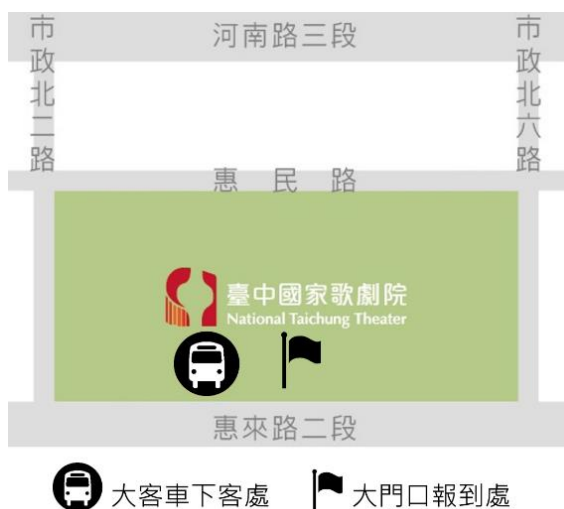 河南路三段
市政北二路
市政北六路
惠民路
臺中國家歌劇院
National Taichung Theater
惠來路二段
大客車下客處
大門口報到處